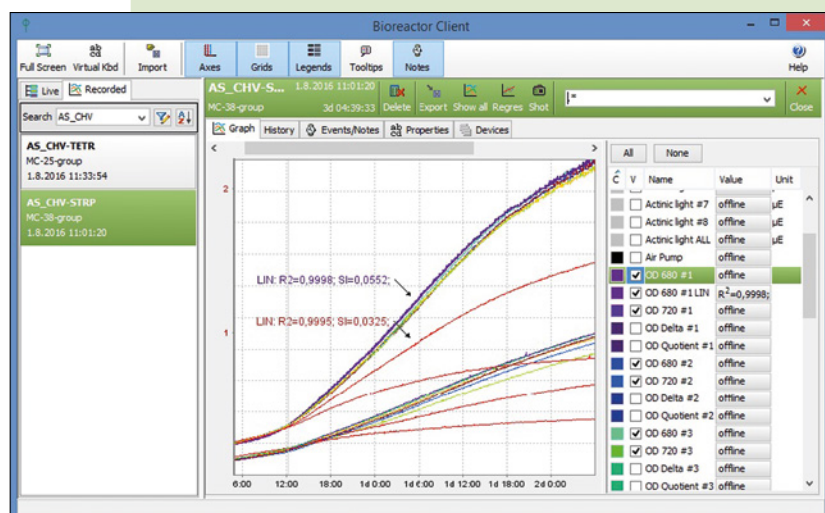 Bioreactor Client
Full Screen Virtual Kbd Import Axes Grids Legends Tooltips Notes Help
Live Recorded
Search AS_CHV
AS_CHV-TETR
MC-25-group
1.8.2016 11:33:54
AS_CHV-STRP
MC-38-group
1.8.2016 11:01:20
AS_CHV-S... 1.8.2016 11:01:20
MC-38-group 3d 04:39:33 Delete Export Show all Regres Shot Close
Graph History Events/Notes Properties Devices
2
LIN: R2=0,9998; Sl=0,0552;
LIN: R2=0,9995; Sl=0,0325;
1
6:00 12:00 18:00 1d 0:00 1d 6:00 1d 12:00 1d 18:00 2d 0:00
All None
C V Name Value Unit
Actinic light #7 offline µE
Actinic light #8 offline µE
Actinic light ALL offline µE
Air Pump offline
OD 680 #1 offline
OD 680 #1 LIN R²=0,9998;
OD 720 #1 offline
OD Delta #1 offline
OD Quotient #1 offline
OD 680 #2 offline
OD 720 #2 offline
OD Delta #2 offline
OD Quotient #2 offline
OD 680 #3 offline
OD 720 #3 offline
OD Delta #3 offline
OD Quotient #3 offline